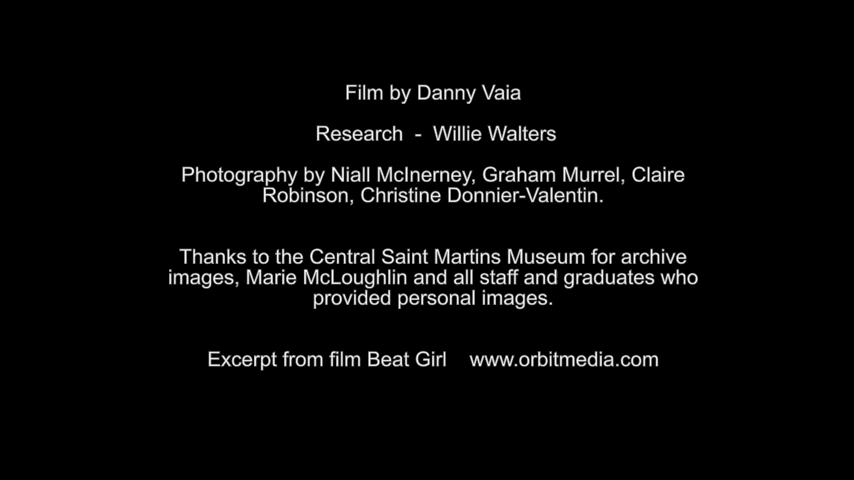 Film by Danny Vaia
Research - Willie Walters
Photography by Niall McInerney, Graham Murrel, Claire
Robinson, Christine Donnier-Valentin.
Thanks to the Central Saint Martins Museum for archive
images, Marie McLoughlin and all staff and graduates who
provided personal images.
Excerpt from film Beat Girl www.orbitmedia.com